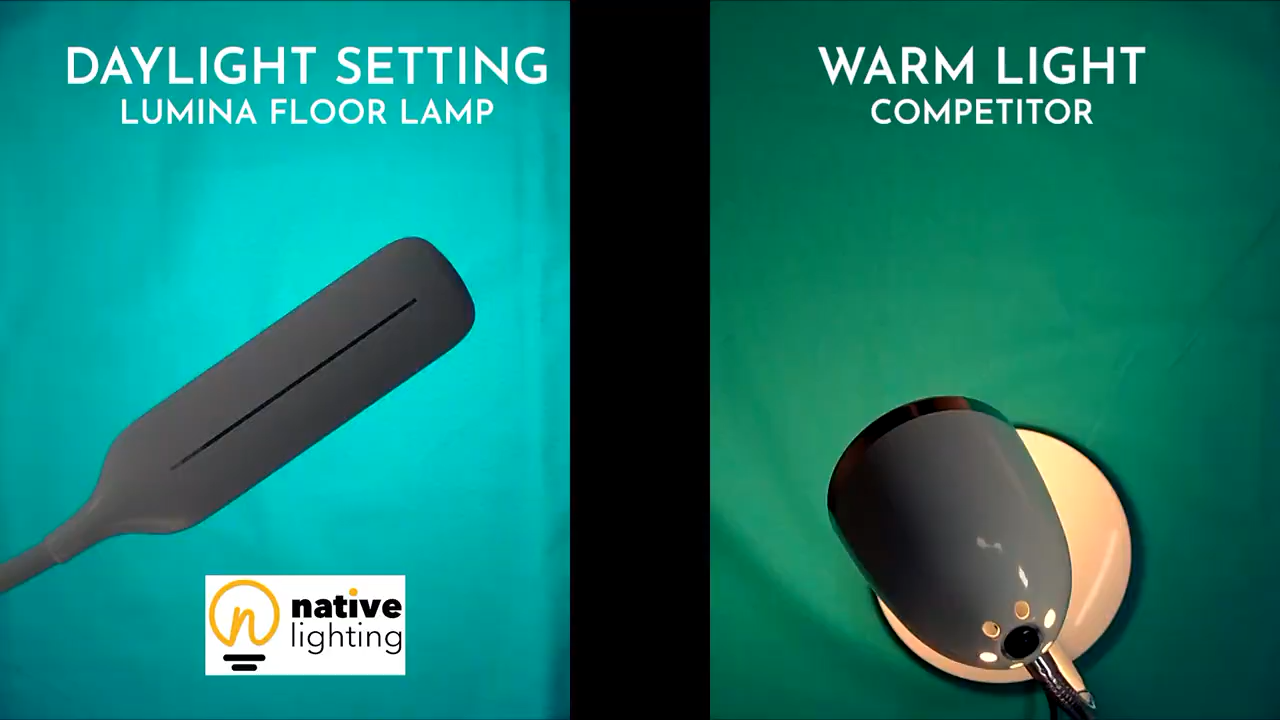 DAYLIGHT SETTING
LUMINA FLOOR LAMP
native
lighting
WARM LIGHT
COMPETITOR